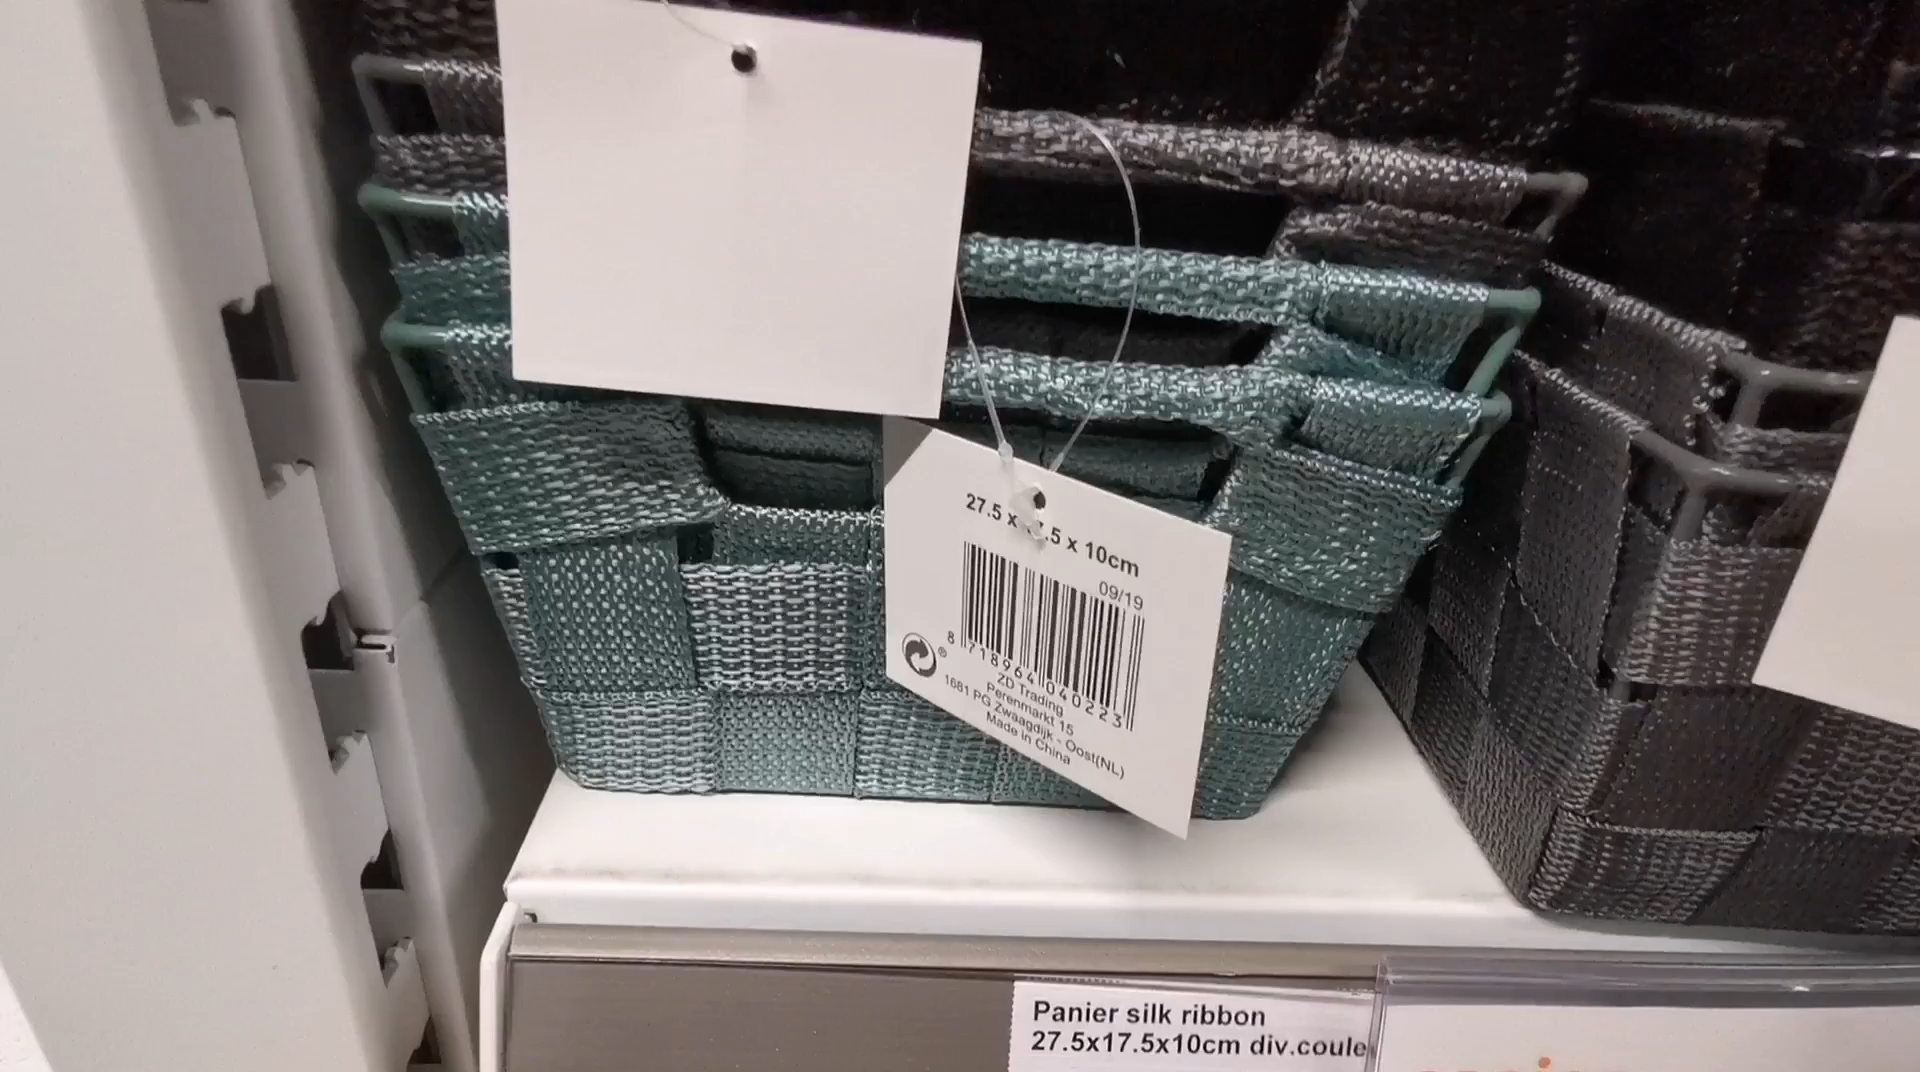 27.5 x 17.5 x 10cm
09/19
8 718964 040223
ZD Trading
Perenmarkt 15
1681 PG Zwaagdijk - Oost(NL)
Made in China
Panier silk ribbon
27.5x17.5x10cm div.coule